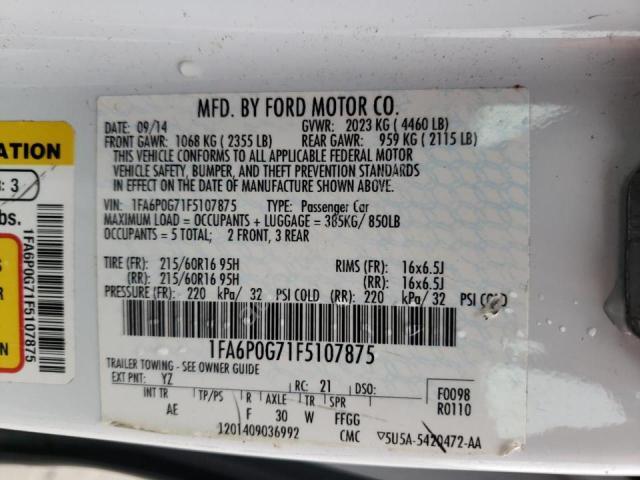 MFD. BY FORD MOTOR CO.
DATE: 09/14 GVWR: 2023 KG ( 4460 LB)
FRONT GAWR: 1068 KG ( 2355 LB) REAR GAWR: 959 KG ( 2115 LB)
THIS VEHICLE CONFORMS TO ALL APPLICABLE FEDERAL MOTOR
VEHICLE SAFETY, BUMPER, AND THEFT PREVENTION STANDARDS
IN EFFECT ON THE DATE OF MANUFACTURE SHOWN ABOVE.
VIN: 1FA6P0G71F5107875 TYPE: Passenger Car
MAXIMUM LOAD = OCCUPANTS + LUGGAGE = 385KG/ 850LB
OCCUPANTS = 5 TOTAL; 2 FRONT, 3 REAR
TIRE (FR): 215/60R16 95H RIMS (FR): 16x6.5J
(RR): 215/60R16 95H (RR): 16x6.5J
PRESSURE (FR): 220 kPa/ 32 PSI COLD (RR): 220 kPa/ 32 PSI COLD
1FA6P0G71F5107875
TRAILER TOWING - SEE OWNER GUIDE
EXT PNT: YZ RC: 21 DSO: F0098
INT TR TP/PS R AXLE TR SPR R0110
AE F 30 W FFGG
1201409036992 CMC ▽5U5A-5420472-AA
ATION
: 3
bs.
1FA6P0G71F5107875